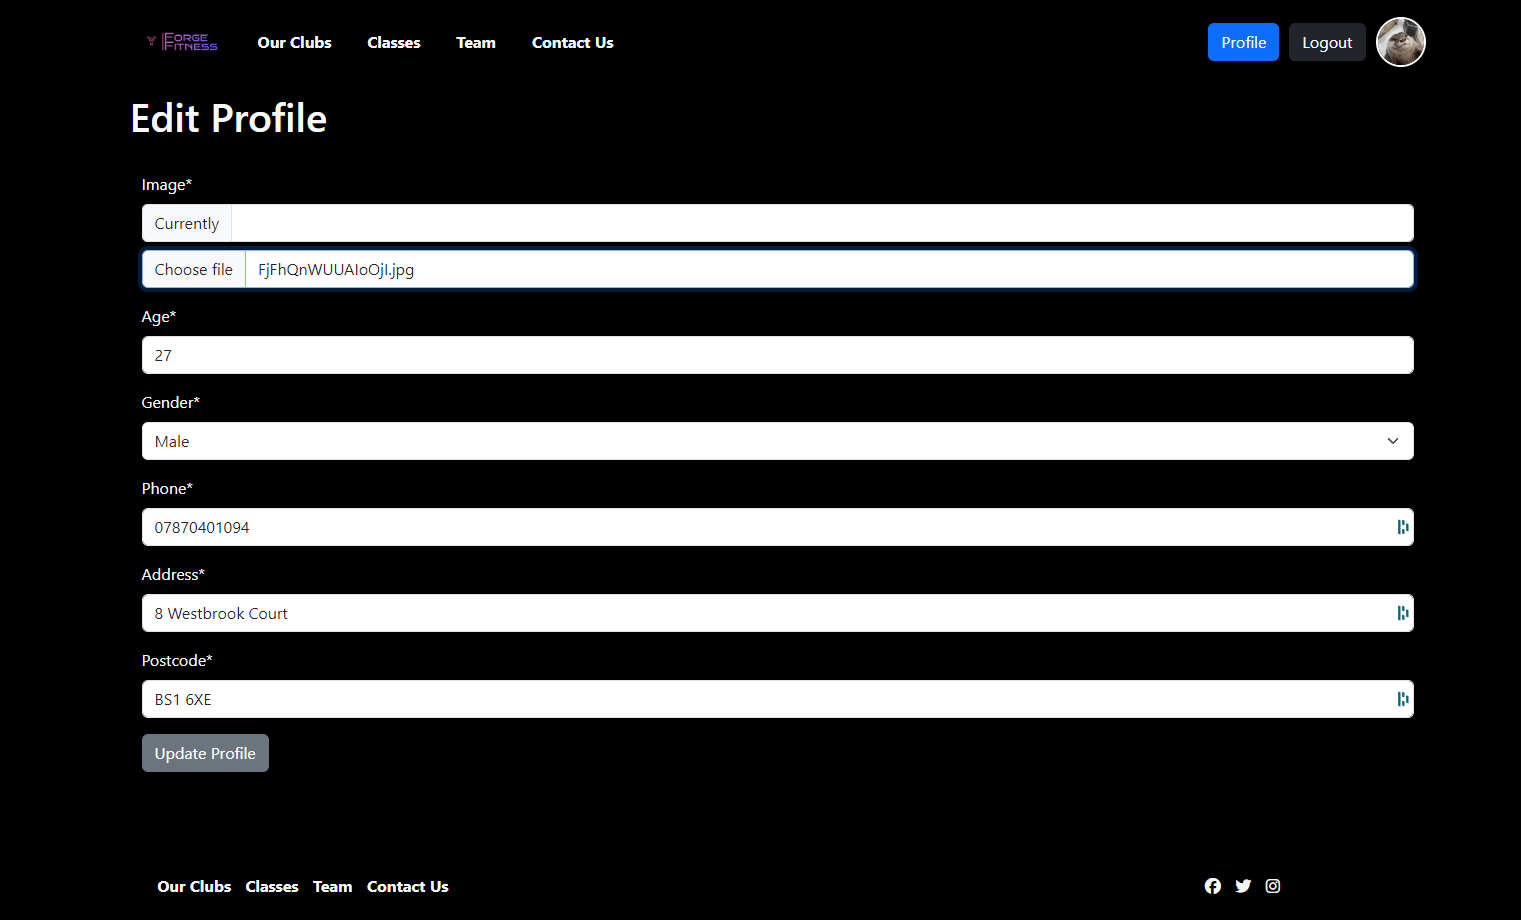 FORGE FITNESS Our Clubs Classes Team Contact Us Profile Logout
Edit Profile
Image*
Currently
Choose file FjFhQnWUUAIoOjI.jpg
Age*
27
Gender*
Male
Phone*
07870401094
Address*
8 Westbrook Court
Postcode*
BS1 6XE
Update Profile
Our Clubs Classes Team Contact Us